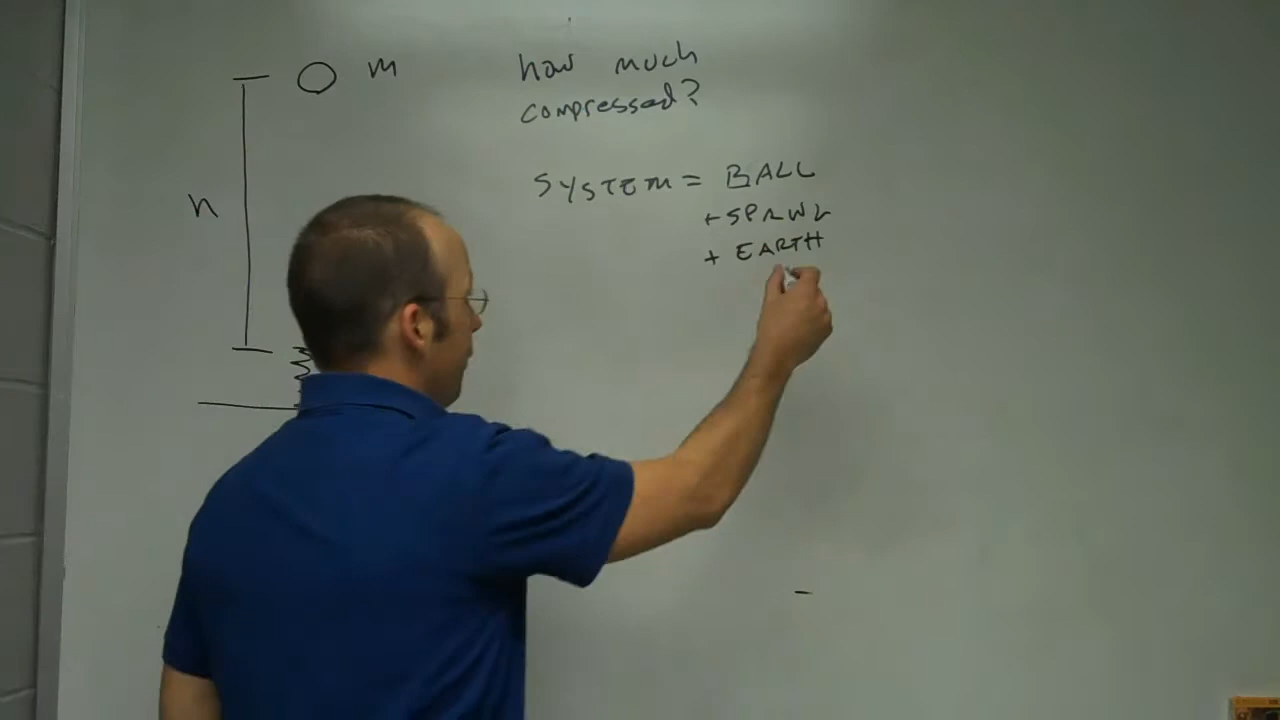 m
how much
compressed?
h
SYSTEM = BALL
+ SPRING
+ EARTH